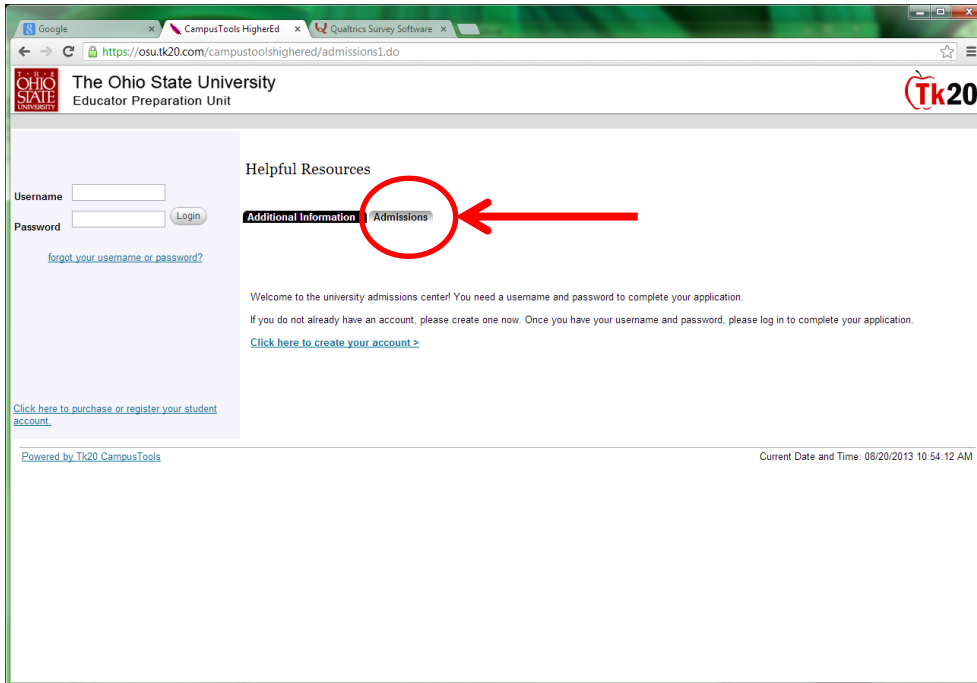 Google
CampusTools HigherEd
Qualtrics Survey Software
https://osu.tk20.com/campustoolshighered/admissions1.do
T·H·E
OHIO
STATE
UNIVERSITY
The Ohio State University
Educator Preparation Unit
Tk20
Helpful Resources
Username
Password
Login
forgot your username or password?
Additional Information
Admissions
Welcome to the university admissions center! You need a username and password to complete your application.
If you do not already have an account, please create one now. Once you have your username and password, please log in to complete your application.
Click here to create your account >
Click here to purchase or register your student
account.
Powered by Tk20 CampusTools
Current Date and Time: 08/20/2013 10:54:12 AM